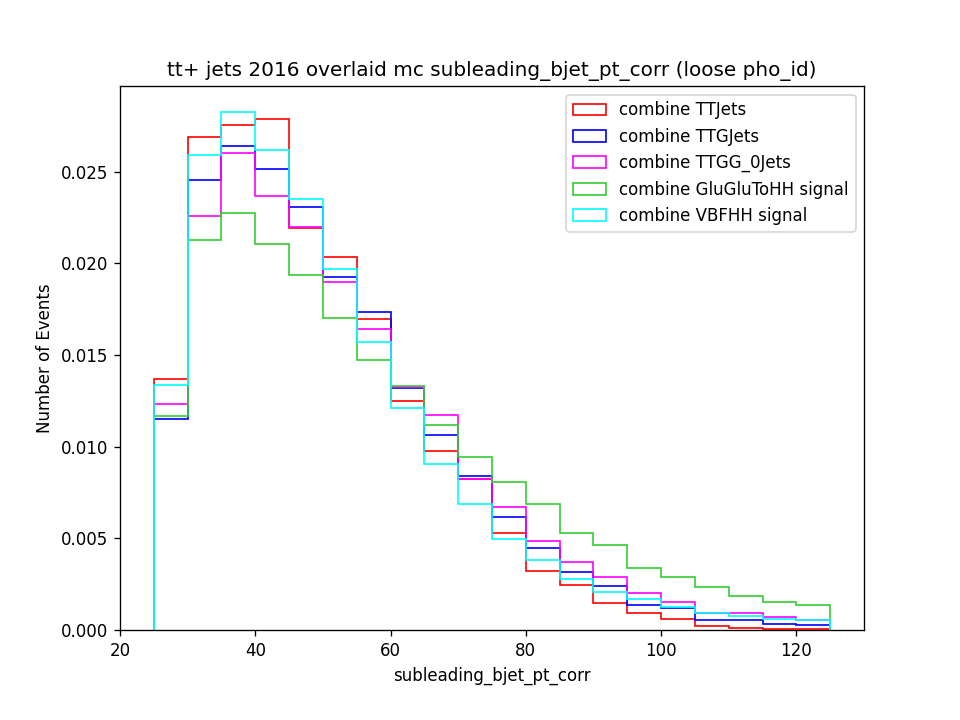 tt+ jets 2016 overlaid mc subleading_bjet_pt_corr (loose pho_id)
combine TTJets
combine TTGJets
combine TTGG_0Jets
combine GluGluToHH signal
combine VBFHH signal
Number of Events
0.025
0.020
0.015
0.010
0.005
0.000
20 40 60 80 100 120
subleading_bjet_pt_corr